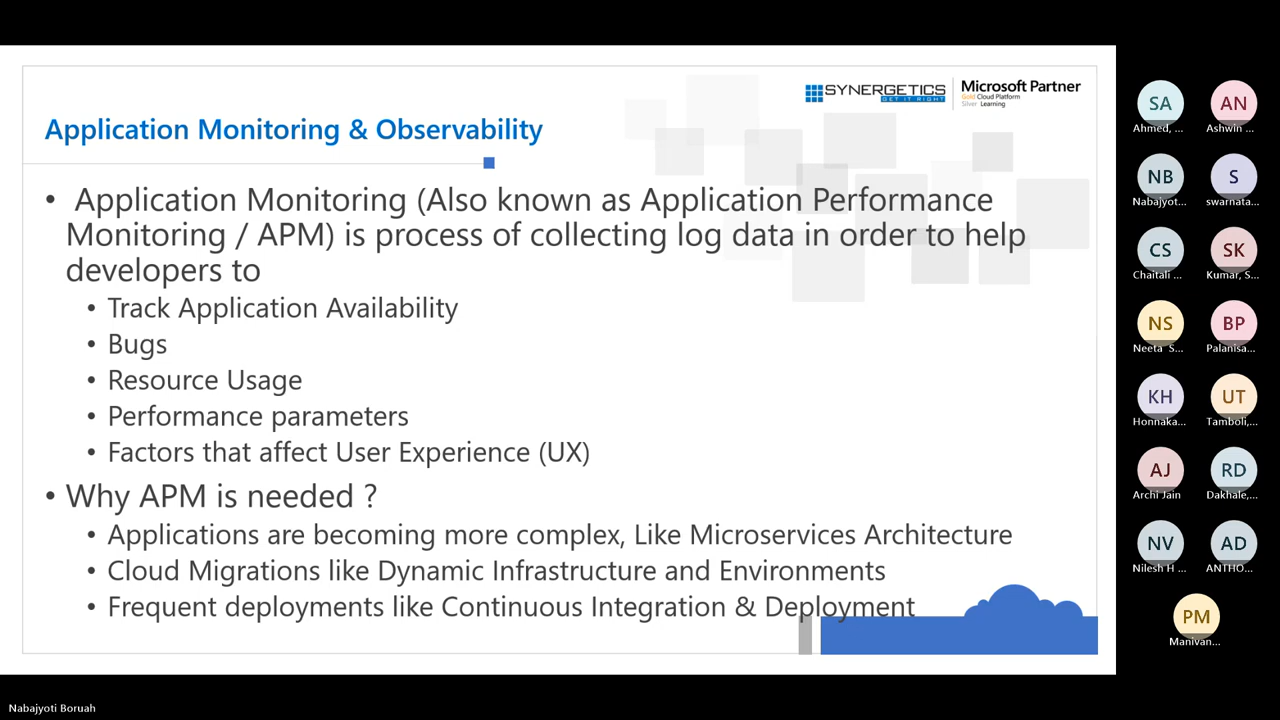 SYNERGETICS
GET IT RIGHT
Microsoft Partner
Gold Cloud Platform
Silver Learning
Application Monitoring & Observability
• Application Monitoring (Also known as Application Performance
Monitoring / APM) is process of collecting log data in order to help
developers to
• Track Application Availability
• Bugs
• Resource Usage
• Performance parameters
• Factors that affect User Experience (UX)
• Why APM is needed ?
• Applications are becoming more complex, Like Microservices Architecture
• Cloud Migrations like Dynamic Infrastructure and Environments
• Frequent deployments like Continuous Integration & Deployment
SA
AN
Ahmed, ...
Ashwin ...
NB
S
Nabajyot...
swarnata...
CS
SK
Chaitali ...
Kumar, S...
NS
BP
Neeta S...
Palanisa...
KH
UT
Honnaka...
Tamboli,...
AJ
RD
Archi Jain
Dakhale,...
NV
AD
Nilesh H ...
ANTHO...
PM
Manivan...
Nabajyoti Boruah